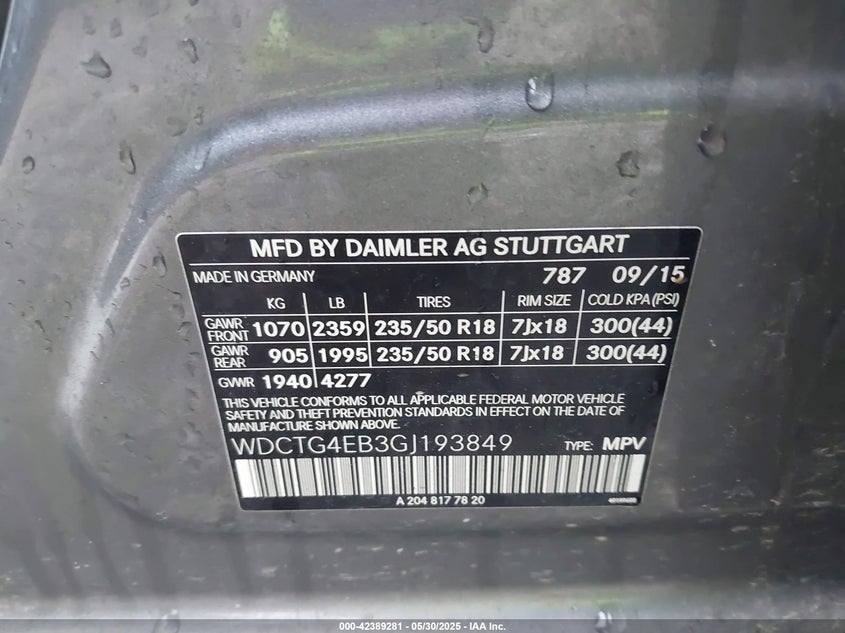 MFD BY DAIMLER AG STUTTGART
MADE IN GERMANY 787 09/15
KG LB TIRES RIM SIZE COLD KPA (PSI)
GAWR FRONT 1070 2359 235/50 R18 7Jx18 300(44)
GAWR REAR 905 1995 235/50 R18 7Jx18 300(44)
GVWR 1940 4277
THIS VEHICLE CONFORMS TO ALL APPLICABLE FEDERAL MOTOR VEHICLE
SAFETY AND THEFT PREVENTION STANDARDS IN EFFECT ON THE DATE OF
MANUFACTURE SHOWN ABOVE.
WDCTG4EB3GJ193849 TYPE: MPV
A 204 817 78 20
000-42389281 - 05/30/2025 - IAA Inc.